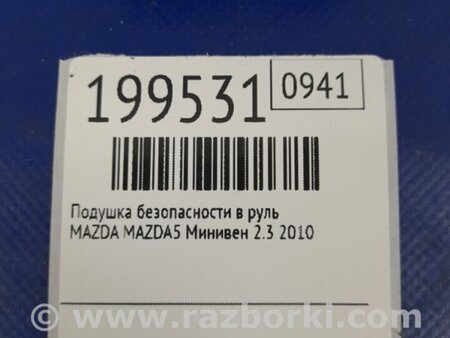 199531 0941
Подушка безопасности в руль
MAZDA MAZDA5 Минивен 2.3 2010
www.razborki.com